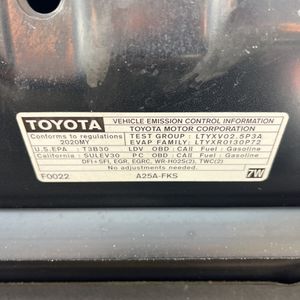 TOYOTA VEHICLE EMISSION CONTROL INFORMATION
TOYOTA MOTOR CORPORATION
Conforms to regulations TEST GROUP : LTYXV02.5P3A
2020MY EVAP FAMILY: LTYXR0130P72
U.S.EPA : T3B30 LDV OBD : CAII Fuel : Gasoline
California : SULEV30 PC OBD : CAII Fuel : Gasoline
DFI+SFI, EGR, EGRC, WR-HO2S(2), TWC(2)
No adjustments needed.
F0022 A25A-FKS 7W